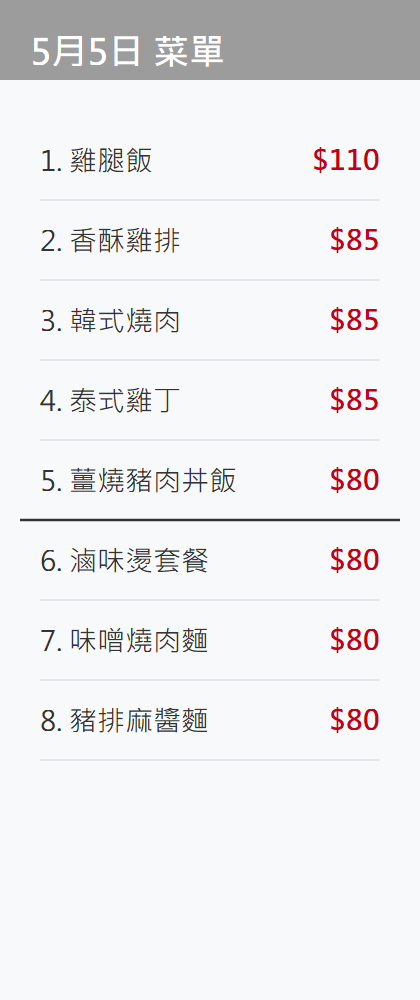 5月5日 菜單
1. 雞腿飯 $110
2. 香酥雞排 $85
3. 韓式燒肉 $85
4. 泰式雞丁 $85
5. 薑燒豬肉丼飯 $80
6. 滷味燙套餐 $80
7. 味噌燒肉麵 $80
8. 豬排麻醬麵 $80